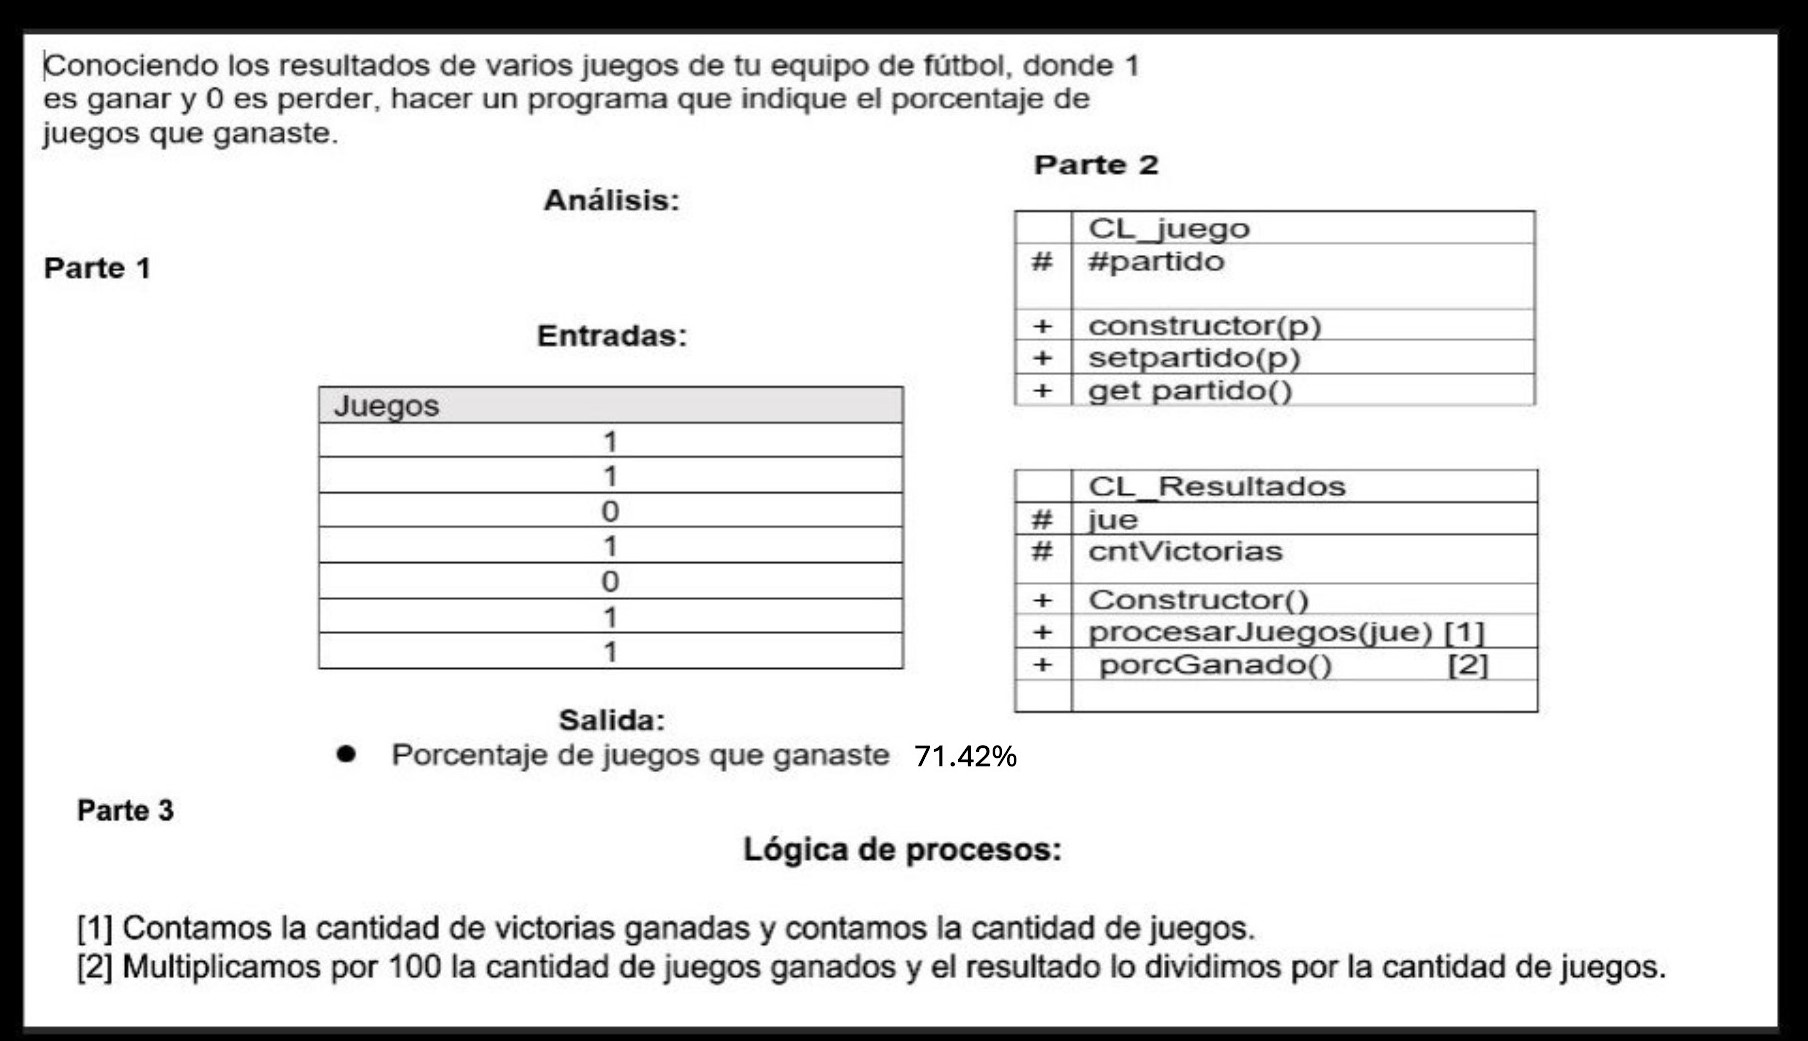 Conociendo los resultados de varios juegos de tu equipo de fútbol, donde 1
es ganar y 0 es perder, hacer un programa que indique el porcentaje de
juegos que ganaste.
Análisis:
Parte 1
Entradas:
Juegos
1
1
0
1
0
1
1
Salida:
● Porcentaje de juegos que ganaste 71.42%
Parte 2
CL_juego
# #partido
+ constructor(p)
+ setpartido(p)
+ get partido()
CL_Resultados
# jue
# cntVictorias
+ Constructor()
+ procesarJuegos(jue) [1]
+ porcGanado() [2]
Parte 3
Lógica de procesos:
[1] Contamos la cantidad de victorias ganadas y contamos la cantidad de juegos.
[2] Multiplicamos por 100 la cantidad de juegos ganados y el resultado lo dividimos por la cantidad de juegos.